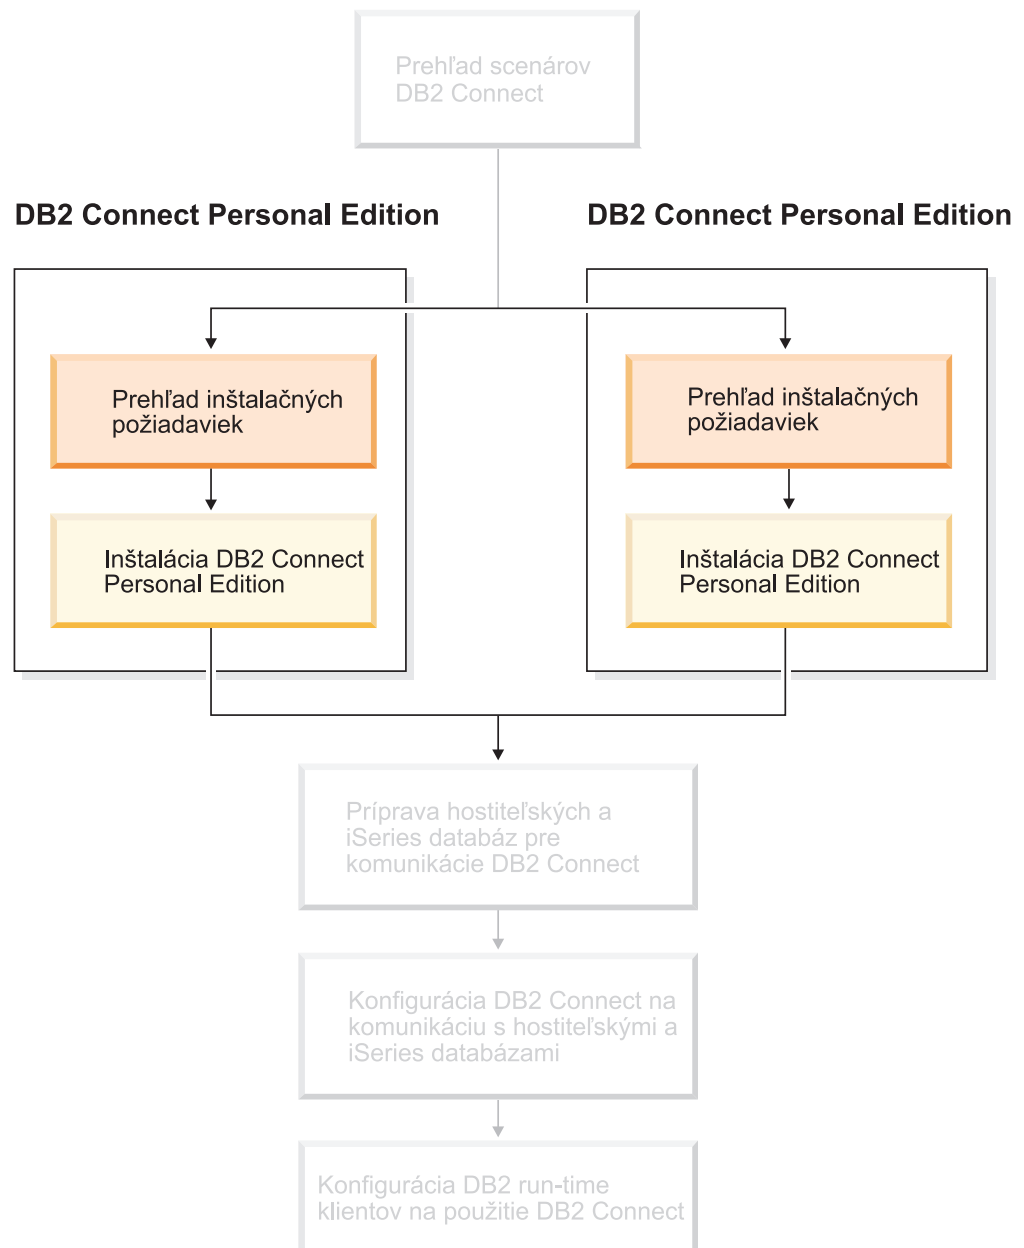 Prehľad scenárov
DB2 Connect
DB2 Connect Personal Edition
DB2 Connect Personal Edition
Prehľad inštalačných
požiadaviek
Prehľad inštalačných
požiadaviek
Inštalácia DB2 Connect
Personal Edition
Inštalácia DB2 Connect
Personal Edition
Príprava hostiteľských a
iSeries databáz pre
komunikácie DB2 Connect
Konfigurácia DB2 Connect na
komunikáciu s hostiteľskými a
iSeries databázami
Konfigurácia DB2 run-time
klientov na použitie DB2 Connect